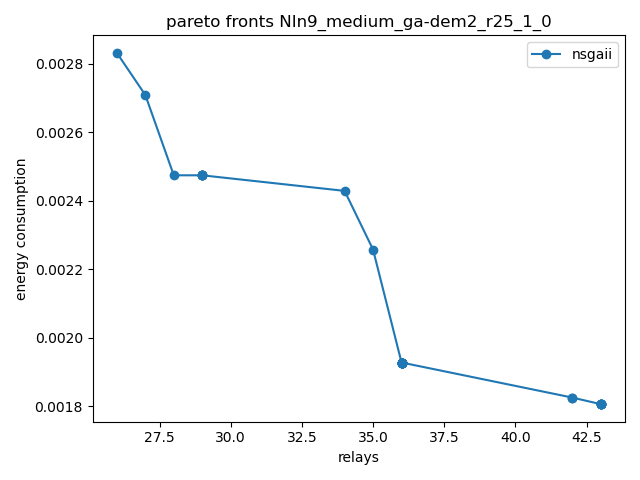 pareto fronts NIn9_medium_ga-dem2_r25_1_0
nsgaii
0.0028
0.0026
0.0024
0.0022
0.0020
0.0018
energy consumption
27.5 30.0 32.5 35.0 37.5 40.0 42.5
relays